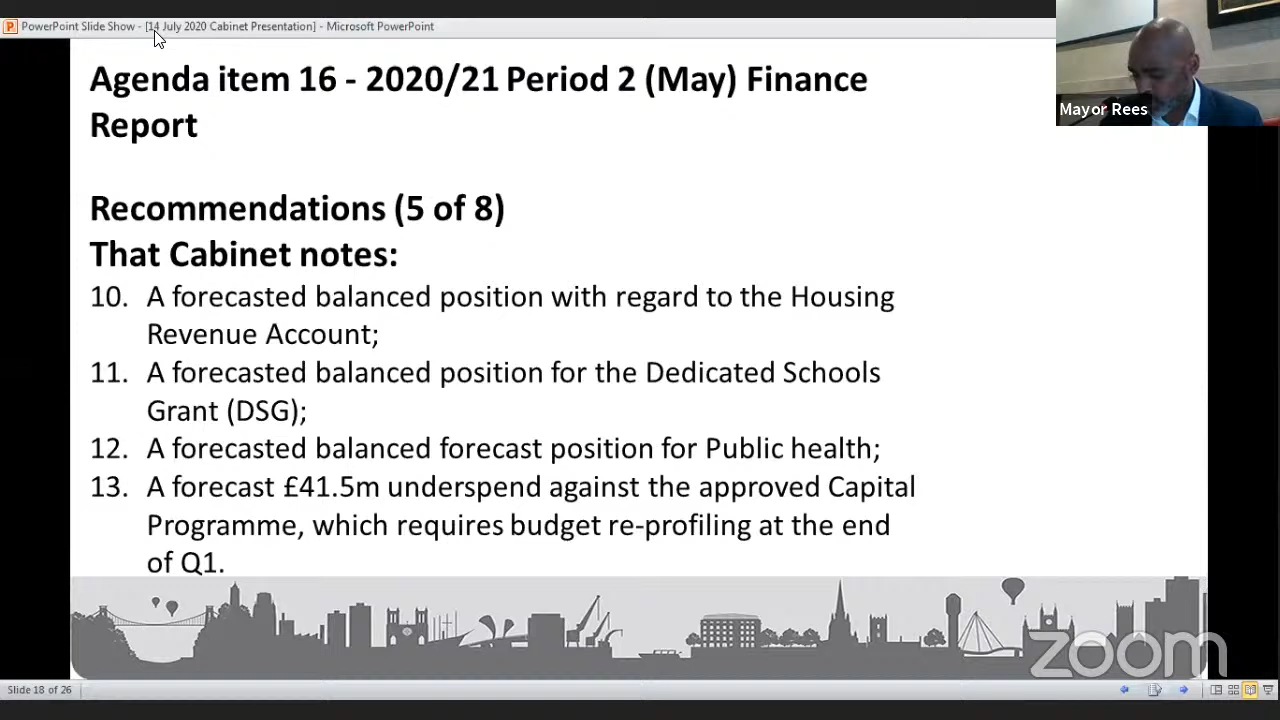 PowerPoint Slide Show - [14 July 2020 Cabinet Presentation] - Microsoft PowerPoint
Mayor Rees
Agenda item 16 - 2020/21 Period 2 (May) Finance
Report
Recommendations (5 of 8)
That Cabinet notes:
10. A forecasted balanced position with regard to the Housing
Revenue Account;
11. A forecasted balanced position for the Dedicated Schools
Grant (DSG);
12. A forecasted balanced forecast position for Public health;
13. A forecast £41.5m underspend against the approved Capital
Programme, which requires budget re-profiling at the end
of Q1.
zoom
Slide 18 of 26